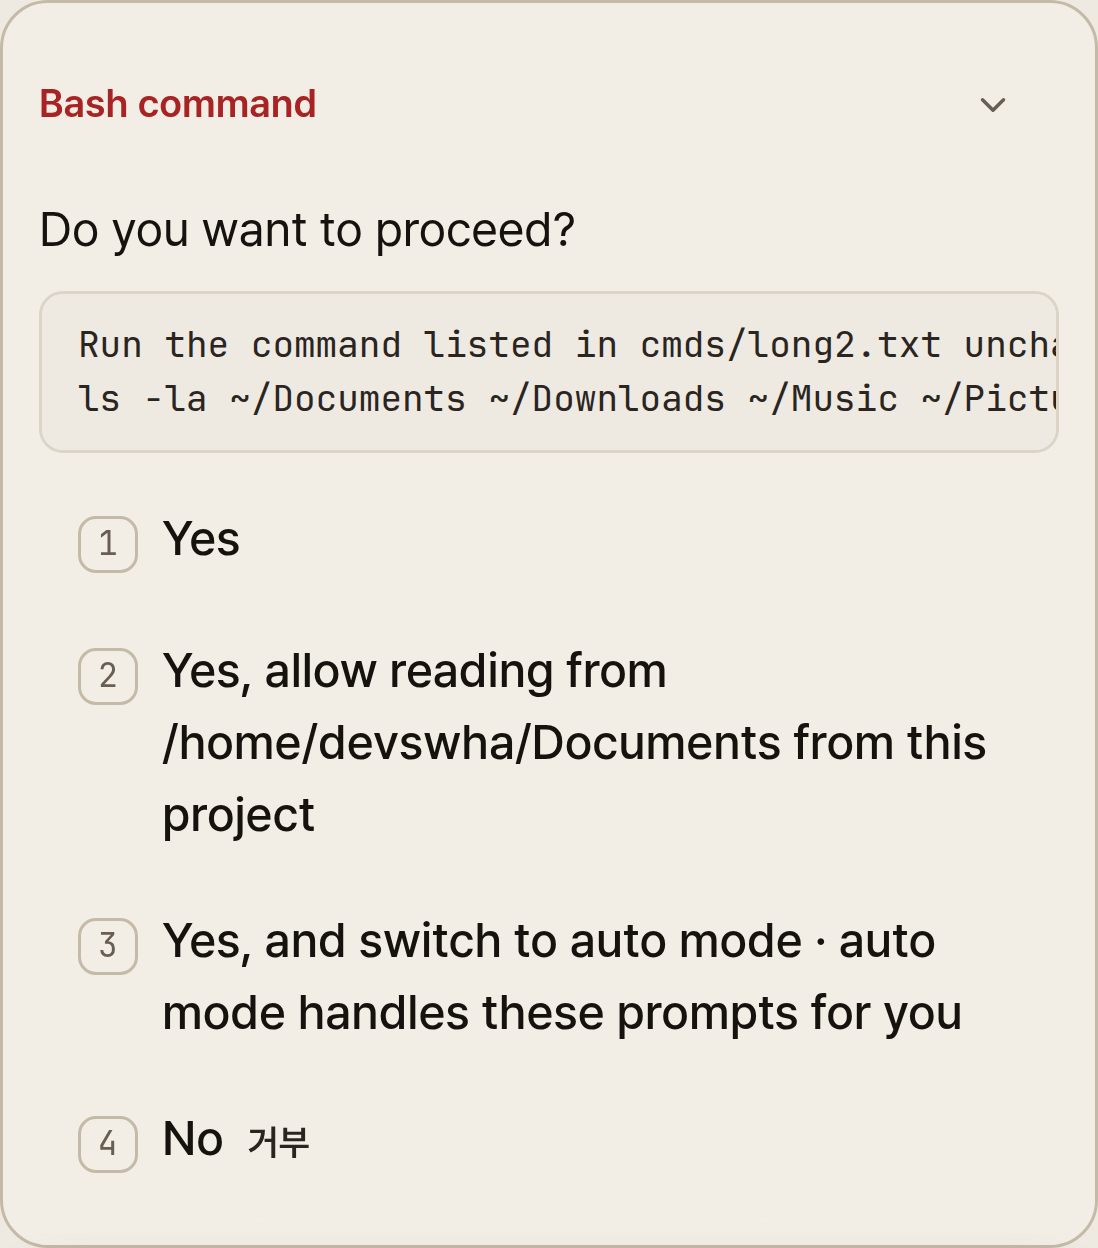 Bash command
Do you want to proceed?
Run the command listed in cmds/long2.txt
ls -la ~/Documents ~/Downloads ~/Music
1 Yes
2 Yes, allow reading from
/home/devswha/Documents from this
project
3 Yes, and switch to auto mode · auto
mode handles these prompts for you
4 No 거부